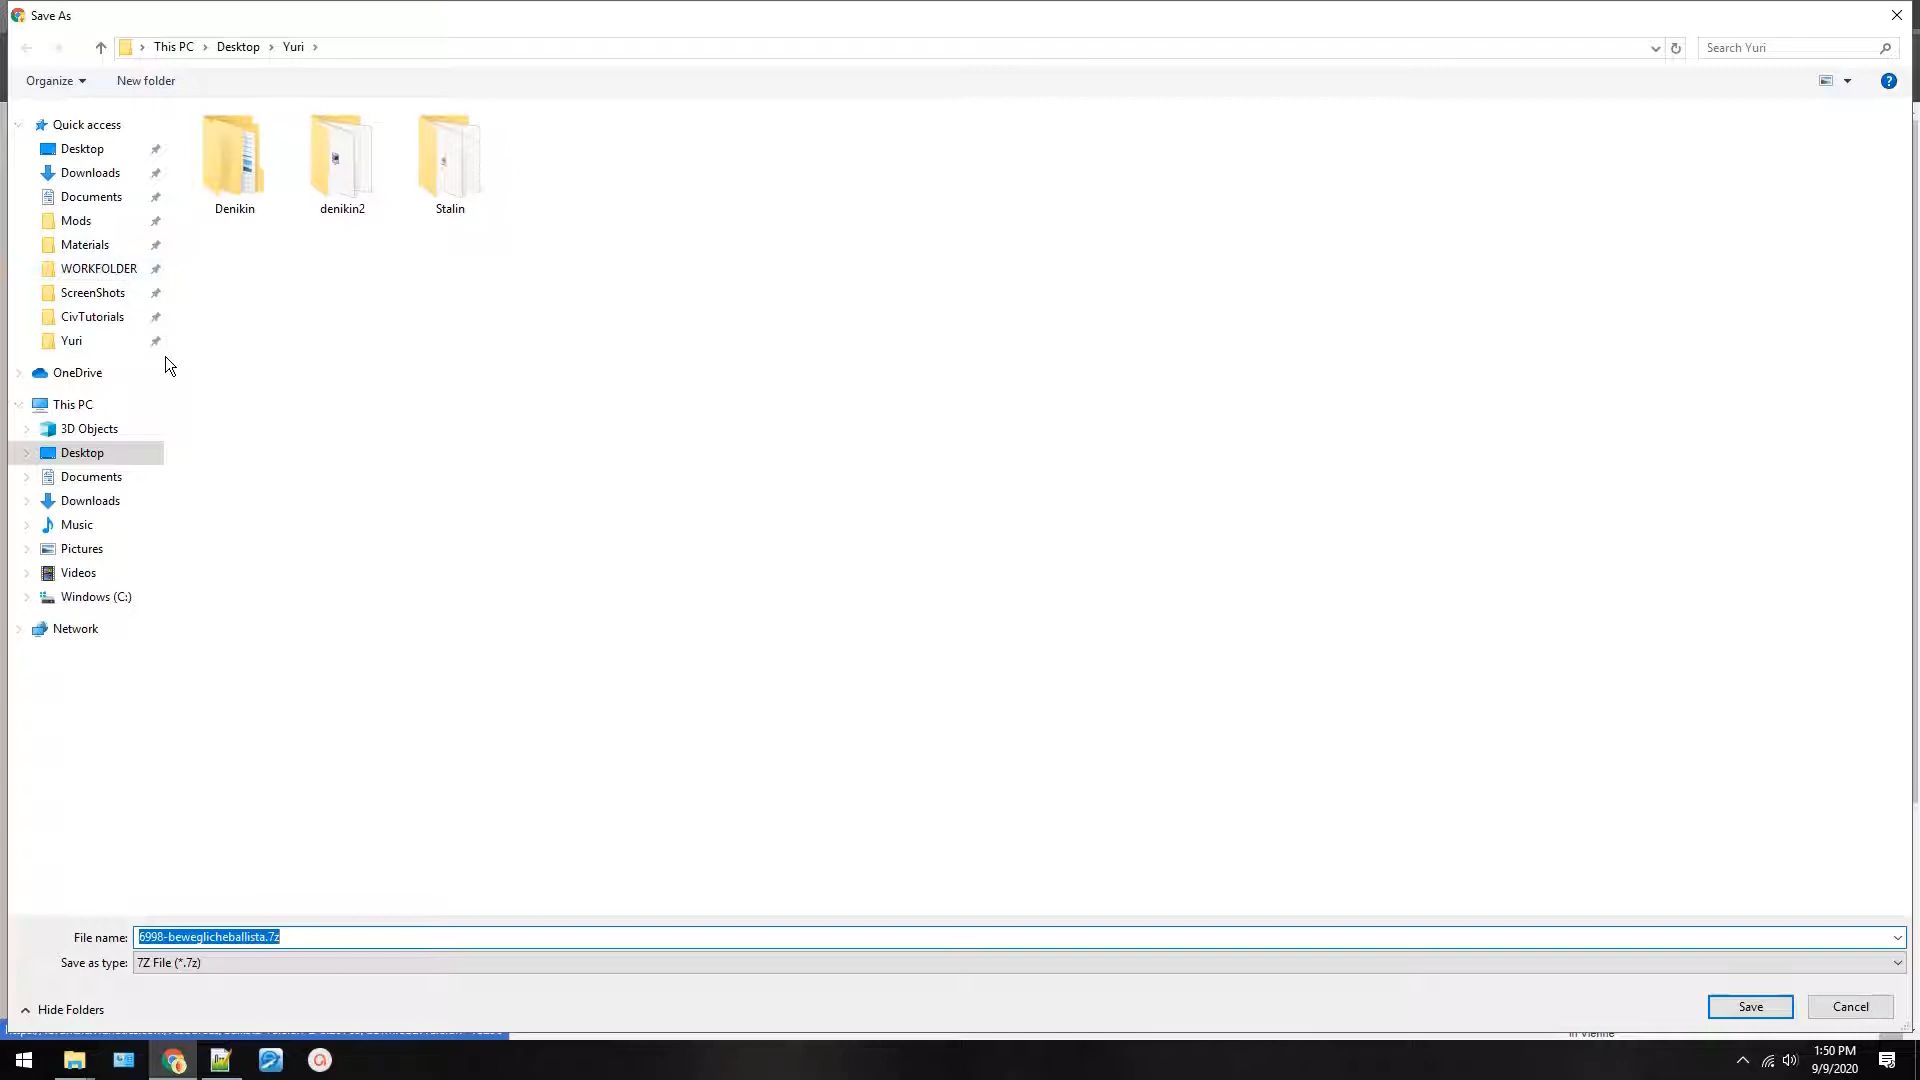 Save As
This PC
Desktop
Yuri
Search Yuri
Organize
New folder
Quick access
Desktop
Downloads
Documents
Mods
Materials
WORKFOLDER
ScreenShots
CivTutorials
Yuri
OneDrive
This PC
3D Objects
Desktop
Documents
Downloads
Music
Pictures
Videos
Windows (C:)
Network
Denikin
denikin2
Stalin
File name: 6998-beweglicheballista.7z
Save as type: 7Z File (*.7z)
Hide Folders
Save
Cancel
in Vienne
1:50 PM
9/9/2020